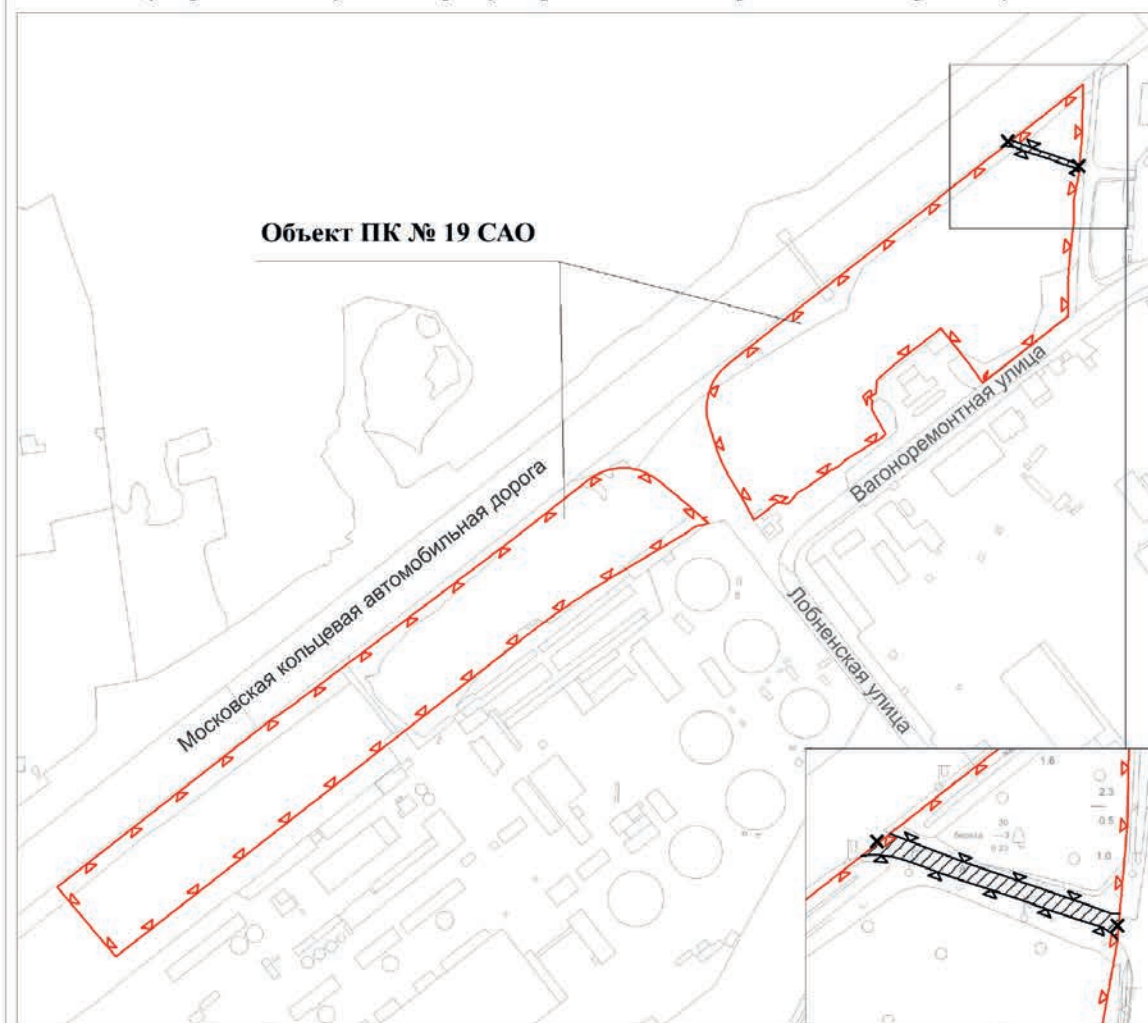 Объект ПК № 19 САО
Московская кольцевая автомобильная дорога
Вагоноремонтная улица
Лобненская улица
1.6
2.3
0.5
1.0